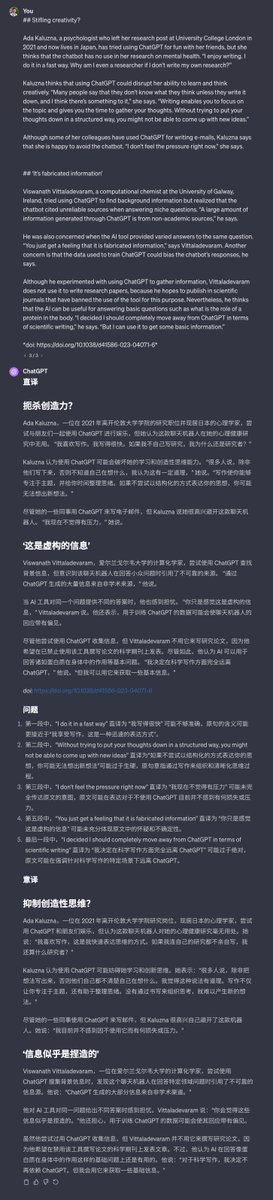 You
## Stifling creativity?
Ada Kaluzna, a psychologist who left her research post at University College London in
2021 and now lives in Japan, has tried using ChatGPT for fun with her friends, but she
thinks that the chatbot has no use in her research on mental health. "I enjoy writing. I
do it in a fast way. Why am I even a researcher if I don't write my own research?"
Kaluzna thinks that using ChatGPT could disrupt her ability to learn and think
creatively. "Many people say that they don't know what they think unless they write it
down, and I think there's something to it," she says. "Writing enables you to focus on
the topic and gives you the time to gather your thoughts. Without trying to put your
thoughts down in a structured way, you might not be able to come up with new ideas."
Although some of her colleagues have used ChatGPT for writing e-mails, Kaluzna says
that she is happy to avoid the chatbot. "I don't feel the pressure right now," she says.
## 'It's fabricated information'
Viswanath Vittaladevaram, a computational chemist at the University of Galway,
Ireland, tried using ChatGPT to find background information but realized that the
chatbot cited unreliable sources when answering niche questions. "A large amount of
information generated through ChatGPT is from non-academic sources," he says.
He was also concerned when the AI tool provided varied answers to the same question.
"You just get a feeling that it is fabricated information," says Vittaladevaram. Another
concern is that the data used to train ChatGPT could bias the chatbot's responses, he
says.
Although he experimented with using ChatGPT to gather information, Vittaladevaram
does not use it to write research papers, because he hopes to publish in scientific
journals that have banned the use of the tool for this purpose. Nevertheless, he thinks
that the AI can be useful for answering basic questions such as what is the role of a
protein in the body. "I decided I should completely move away from ChatGPT in terms
of scientific writing," he says. "But I can use it to get some basic information."
*doi: https://doi.org/10.1038/d41586-023-04071-6*
‹ 3/3 ›
ChatGPT
直译
扼杀创造力？
Ada Kaluzna，一位在 2021 年离开伦敦大学学院的研究职位并现居日本的心理学家，尝
试与朋友们一起使用 ChatGPT 进行娱乐，但她认为这款聊天机器人在她的心理健康研
究中无用。"我喜欢写作。我写得很快。如果我不自己写研究，我为什么还是研究者？"
Kaluzna 认为使用 ChatGPT 可能会破坏她的学习和创造性思维能力。"很多人说，除非
他们写下来，否则不知道自己在想什么，我认为这有一定道理，" 她说。"写作使你能够
专注于主题，并给你时间整理思绪。如果不尝试以结构化的方式表达你的思想，你可能
无法想出新想法。"
尽管她的一些同事用 ChatGPT 来写电子邮件，但 Kaluzna 说她很高兴避开这款聊天机
器人。"我现在不觉得有压力，" 她说。
'这是虚构的信息'
Viswanath Vittaladevaram，爱尔兰戈尔韦大学的计算化学家，尝试使用 ChatGPT 查找
背景信息，但意识到该聊天机器人在回答小众问题时引用了不可靠的来源。"通过
ChatGPT 生成的大量信息来自非学术来源，" 他说。
当 AI 工具对同一个问题提供不同的答案时，他也感到担忧。"你只是感觉这是虚构的信
息，" Vittaladevaram 说。他还表示，用于训练 ChatGPT 的数据可能会使聊天机器人的
回应带有偏见。
尽管他尝试使用 ChatGPT 收集信息，但 Vittaladevaram 不用它来写研究论文，因为他
希望在已禁止使用该工具撰写论文的科学期刊上发表。尽管如此，他认为 AI 可以用于
回答诸如蛋白质在身体中的作用等基本问题。"我决定在科学写作方面完全远离
ChatGPT，" 他说。"但我可以用它来获取一些基本信息。"
doi: https://doi.org/10.1038/d41586-023-04071-6
问题
1. 第一段中，"I do it in a fast way" 直译为 "我写得很快" 可能不够准确。原句的含义可能
更接近于"我享受写作，这是一种迅速的表达方式"。
2. 第二段中，"Without trying to put your thoughts down in a structured way, you might
not be able to come up with new ideas" 直译为"如果不尝试以结构化的方式表达你的思
想，你可能无法想出新想法"可能过于生硬，原句意指通过写作来组织和清晰化思维过
程。
3. 第三段中，"I don't feel the pressure right now" 直译为 "我现在不觉得有压力" 可能未完
全传达原文的意图，原文可能在表达对于不使用 ChatGPT 目前并不感到有何损失或压
力。
4. 第五段中，"You just get a feeling that it is fabricated information" 直译为 "你只是感
觉这是虚构的信息" 可能未充分体现原文中的怀疑和不确定性。
5. 最后一段中，"I decided I should completely move away from ChatGPT in terms of
scientific writing" 直译为 "我决定在科学写作方面完全远离 ChatGPT" 可能过于绝对，
原文可能在强调针对科学写作的特定场景下远离 ChatGPT。
意译
抑制创造性思维？
Ada Kaluzna，一位在 2021 年离开伦敦大学学院研究岗位，现居日本的心理学家，尝试
用 ChatGPT 和朋友们娱乐，但认为这款聊天机器人对她的心理健康研究毫无用处。她
说："我喜欢写作，这是我快速表达思维的方式。如果我连自己的研究都不亲自写，我
还算什么研究者？"
Kaluzna 认为使用 ChatGPT 可能妨碍她学习和创新思维。她表示："很多人说，除非把
想法写出来，否则他们自己都不清楚自己在想什么。我觉得这种说法有道理。写作不仅
让你专注于主题，还有助于整理思绪。没有通过书写来组织思考，就难以产生新的想
法。"
尽管她的一些同事使用 ChatGPT 来写邮件，但 Kaluzna 很高兴自己避开了这款机器
人。她说："我目前并不感到因不使用它而有何损失或压力。"
'信息似乎是捏造的'
Viswanath Vittaladevaram，一位在爱尔兰戈尔韦大学的计算化学家，尝试使用
ChatGPT 搜集背景信息时，发现这个聊天机器人在回答特定领域问题时引用了不可靠的
信息源。他说："ChatGPT 生成的大部分信息来自非学术渠道。"
他对 AI 工具对同一问题给出不同答案时感到担忧。Vittaladevaram 说："你会觉得这些
信息似乎是捏造的。"他还担心，用于训练 ChatGPT 的数据可能会使其回应带有偏见。
虽然他尝试过用 ChatGPT 收集信息，但 Vittaladevaram 并不用它来撰写研究论文，因
为他希望在禁用该工具撰写论文的科学期刊上发表文章。不过，他认为 AI 在回答像蛋
白质在身体中的作用这样的基础问题上还是有用的。他说："对于科学写作，我决定不
再依赖 ChatGPT，但我会用它来获取一些基础信息。"